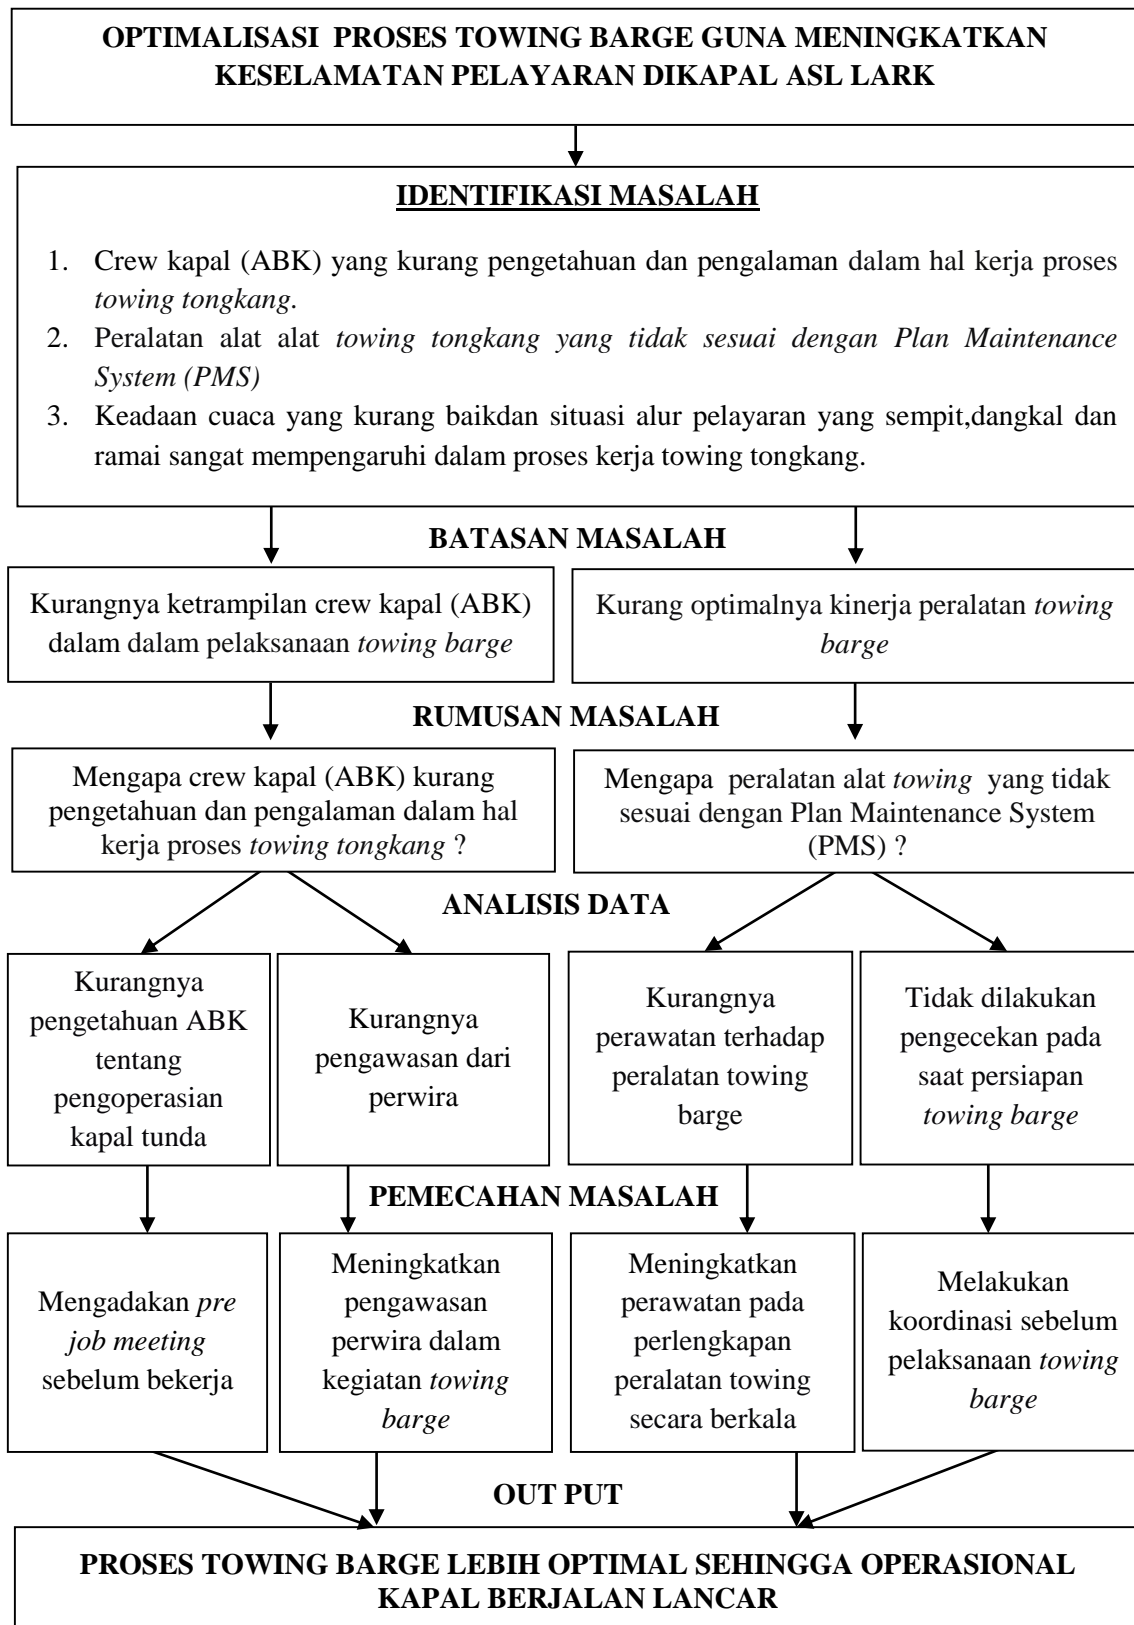 OPTIMALISASI PROSES TOWING BARGE GUNA MENINGKATKAN
KESELAMATAN PELAYARAN DIKAPAL ASL LARK
IDENTIFIKASI MASALAH
1. Crew kapal (ABK) yang kurang pengetahuan dan pengalaman dalam hal kerja proses
towing tongkang.
2. Peralatan alat alat towing tongkang yang tidak sesuai dengan Plan Maintenance
System (PMS)
3. Keadaan cuaca yang kurang baikdan situasi alur pelayaran yang sempit,dangkal dan
ramai sangat mempengaruhi dalam proses kerja towing tongkang.
BATASAN MASALAH
Kurangnya ketrampilan crew kapal (ABK)
dalam dalam pelaksanaan towing barge
Kurang optimalnya kinerja peralatan towing
barge
RUMUSAN MASALAH
Mengapa crew kapal (ABK) kurang
pengetahuan dan pengalaman dalam hal
kerja proses towing tongkang ?
Mengapa peralatan alat towing yang tidak
sesuai dengan Plan Maintenance System
(PMS) ?
ANALISIS DATA
Kurangnya
pengetahuan ABK
tentang
pengoperasian
kapal tunda
Kurangnya
pengawasan dari
perwira
Kurangnya
perawatan terhadap
peralatan towing
barge
Tidak dilakukan
pengecekan pada
saat persiapan
towing barge
PEMECAHAN MASALAH
Mengadakan pre
job meeting
sebelum bekerja
Meningkatkan
pengawasan
perwira dalam
kegiatan towing
barge
Meningkatkan
perawatan pada
perlengkapan
peralatan towing
secara berkala
Melakukan
koordinasi sebelum
pelaksanaan towing
barge
OUT PUT
PROSES TOWING BARGE LEBIH OPTIMAL SEHINGGA OPERASIONAL
KAPAL BERJALAN LANCAR